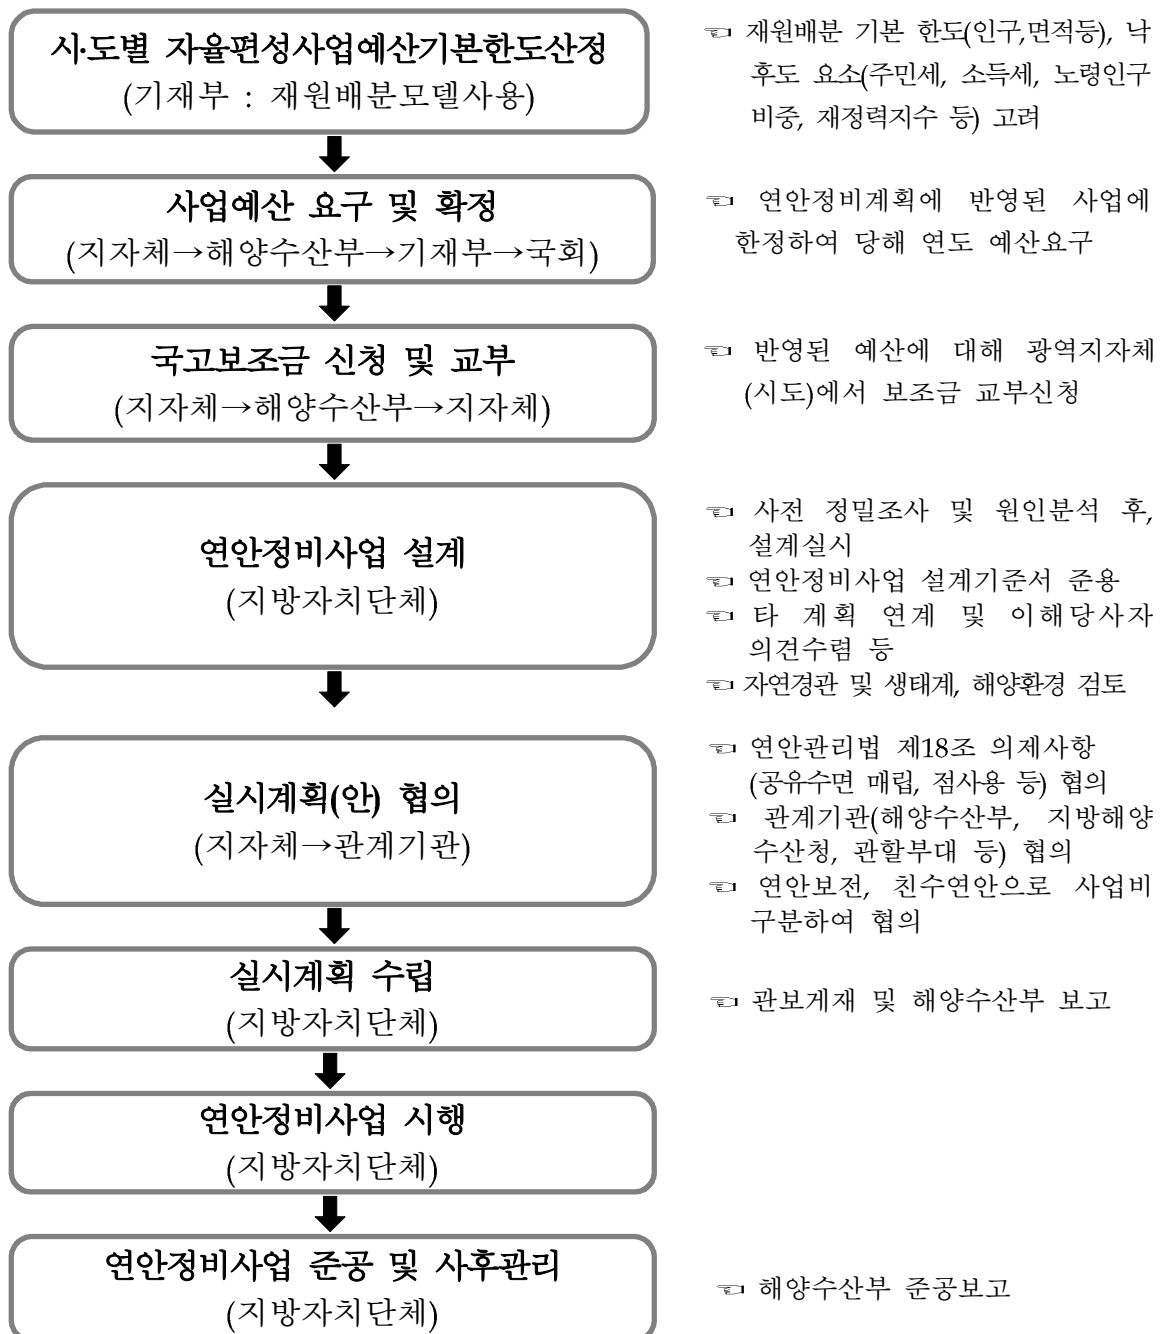 시·도별 자율편성사업예산기본한도산정
(기재부 : 재원배분모델사용)
☜ 재원배분 기본 한도(인구,면적등), 낙
후도 요소(주민세, 소득세, 노령인구
비중, 재정력지수 등) 고려
사업예산 요구 및 확정
(지자체→해양수산부→기재부→국회)
☜ 연안정비계획에 반영된 사업에
한정하여 당해 연도 예산요구
국고보조금 신청 및 교부
(지자체→해양수산부→지자체)
☜ 반영된 예산에 대해 광역지자체
(시도)에서 보조금 교부신청
연안정비사업 설계
(지방자치단체)
☜ 사전 정밀조사 및 원인분석 후,
설계실시
☜ 연안정비사업 설계기준서 준용
☜ 타 계획 연계 및 이해당사자
의견수렴 등
☜ 자연경관 및 생태계, 해양환경 검토
실시계획(안) 협의
(지자체→관계기관)
☜ 연안관리법 제18조 의제사항
(공유수면 매립, 점사용 등) 협의
☜ 관계기관(해양수산부, 지방해양
수산청, 관할부대 등) 협의
☜ 연안보전, 친수연안으로 사업비
구분하여 협의
실시계획 수립
(지방자치단체)
☜ 관보게재 및 해양수산부 보고
연안정비사업 시행
(지방자치단체)
연안정비사업 준공 및 사후관리
(지방자치단체)
☜ 해양수산부 준공보고